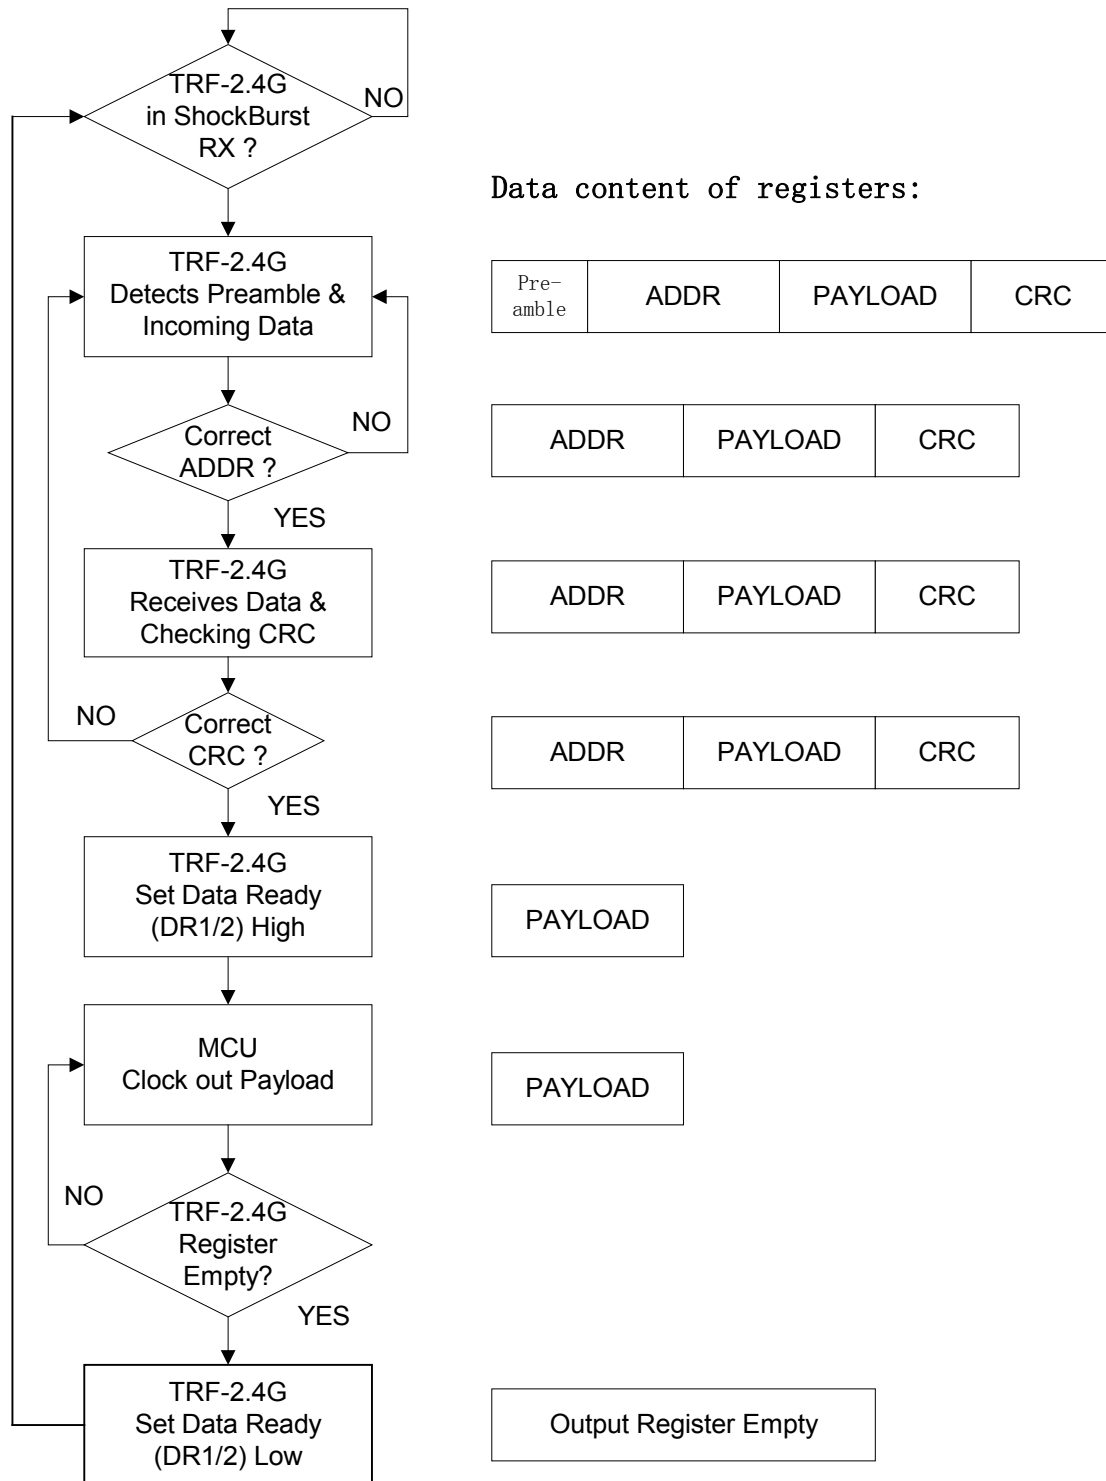 TRF-2.4G
in ShockBurst
RX ?
NO
Data content of registers:
TRF-2.4G
Detects Preamble &
Incoming Data
Pre-
amble
ADDR
PAYLOAD
CRC
Correct
ADDR ?
NO
YES
ADDR
PAYLOAD
CRC
TRF-2.4G
Receives Data &
Checking CRC
ADDR
PAYLOAD
CRC
NO
Correct
CRC ?
YES
ADDR
PAYLOAD
CRC
TRF-2.4G
Set Data Ready
(DR1/2) High
PAYLOAD
MCU
Clock out Payload
PAYLOAD
NO
TRF-2.4G
Register
Empty?
YES
TRF-2.4G
Set Data Ready
(DR1/2) Low
Output Register Empty